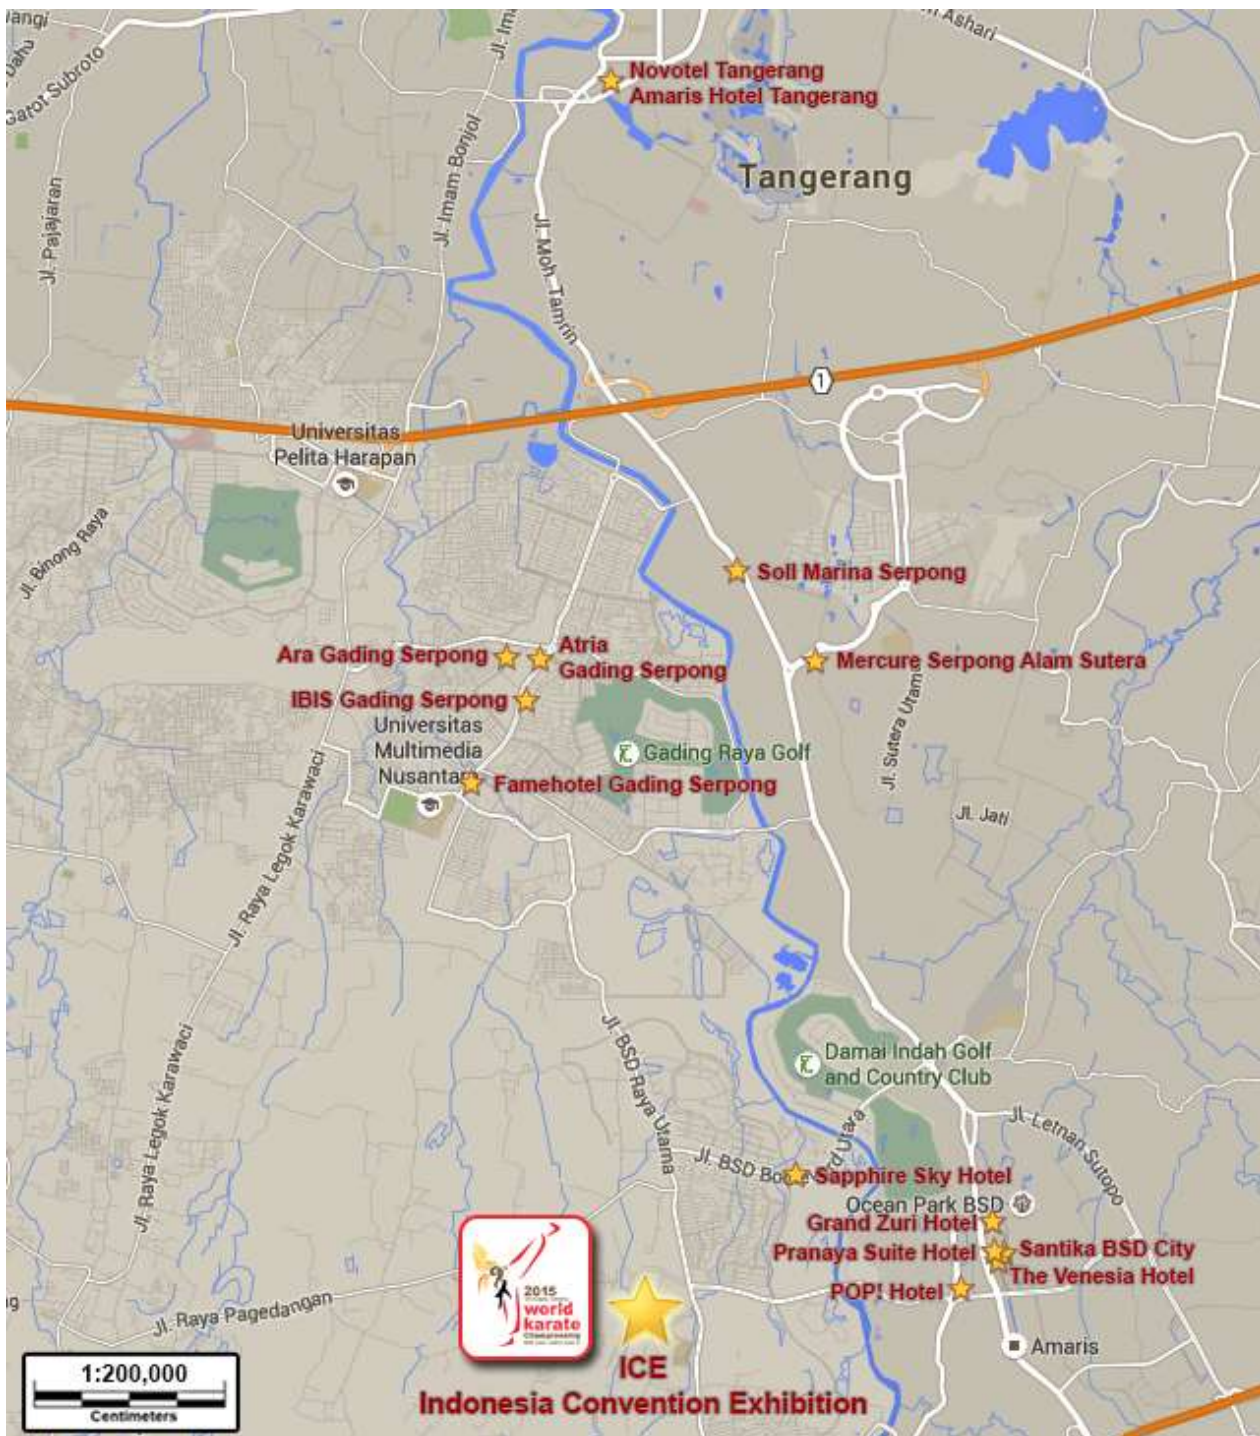 Gatot Subroto
Jl. Pajajaran
Jl. Imam Bonjol
Ashari
Novotel Tangerang
Amaris Hotel Tangerang
Tangerang
Jl. Moh. Tamrin
1
Universitas
Pelita Harapan
Jl. Binong Raya
Soll Marina Serpong
Ara Gading Serpong
Atria
Gading Serpong
Mercure Serpong Alam Sutera
IBIS Gading Serpong
Universitas
Multimedia
Nusantara
Gading Raya Golf
Famehotel Gading Serpong
Jl. Sutera Utama
Jl. Jati
Jl. Raya Legok Karawaci
Jl. Raya Legok Karawaci
Jl. BSD Raya Utama
Damai Indah Golf
and Country Club
Jl. Letnan Sutopo
Jl. BSD Utara
Sapphire Sky Hotel
Ocean Park BSD
Grand Zuri Hotel
Pranaya Suite Hotel
Santika BSD City
The Venesia Hotel
POP! Hotel
Jl. Raya Pagedangan
2015
world
karate
Championship
ICE
Indonesia Convention Exhibition
Amaris
1:200,000
Centimeters